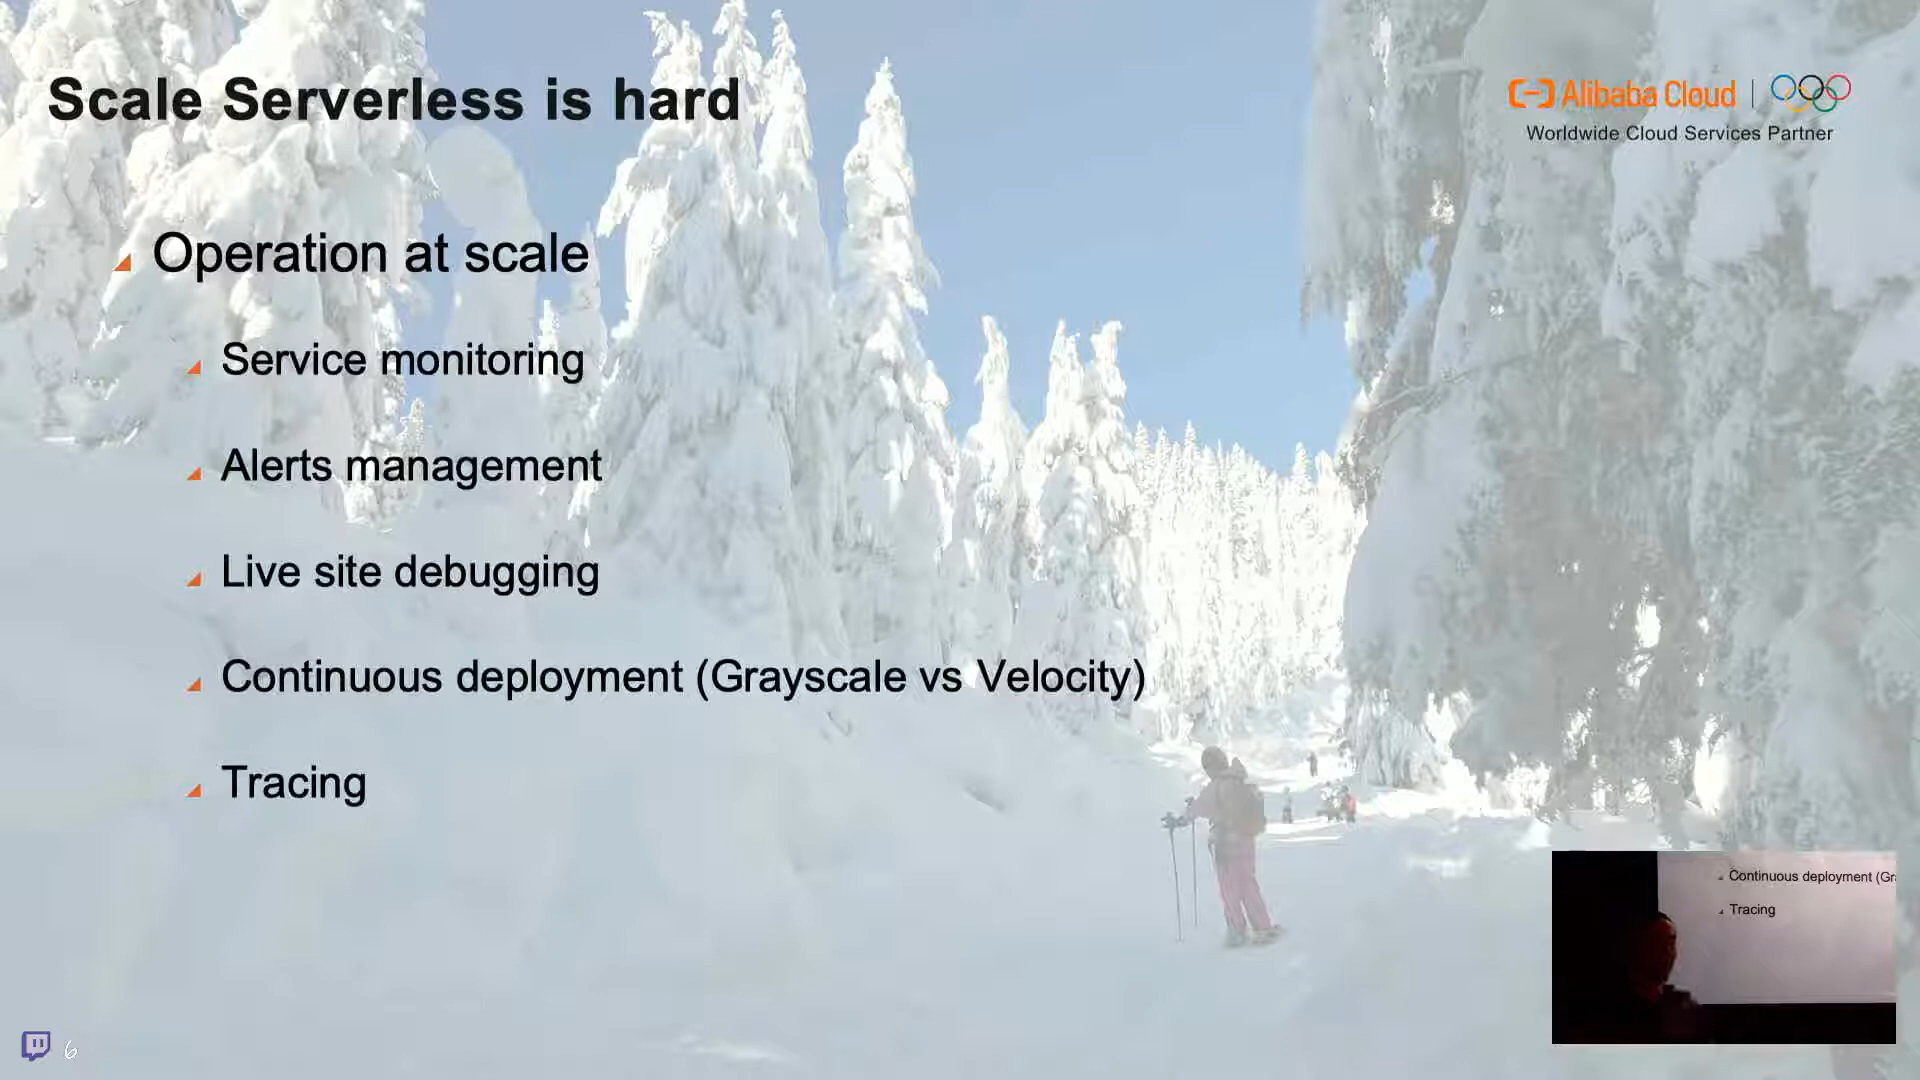 Scale Serverless is hard
Alibaba Cloud
Worldwide Cloud Services Partner
Operation at scale
Service monitoring
Alerts management
Live site debugging
Continuous deployment (Grayscale vs Velocity)
Tracing
Continuous deployment (Gr
Tracing
6